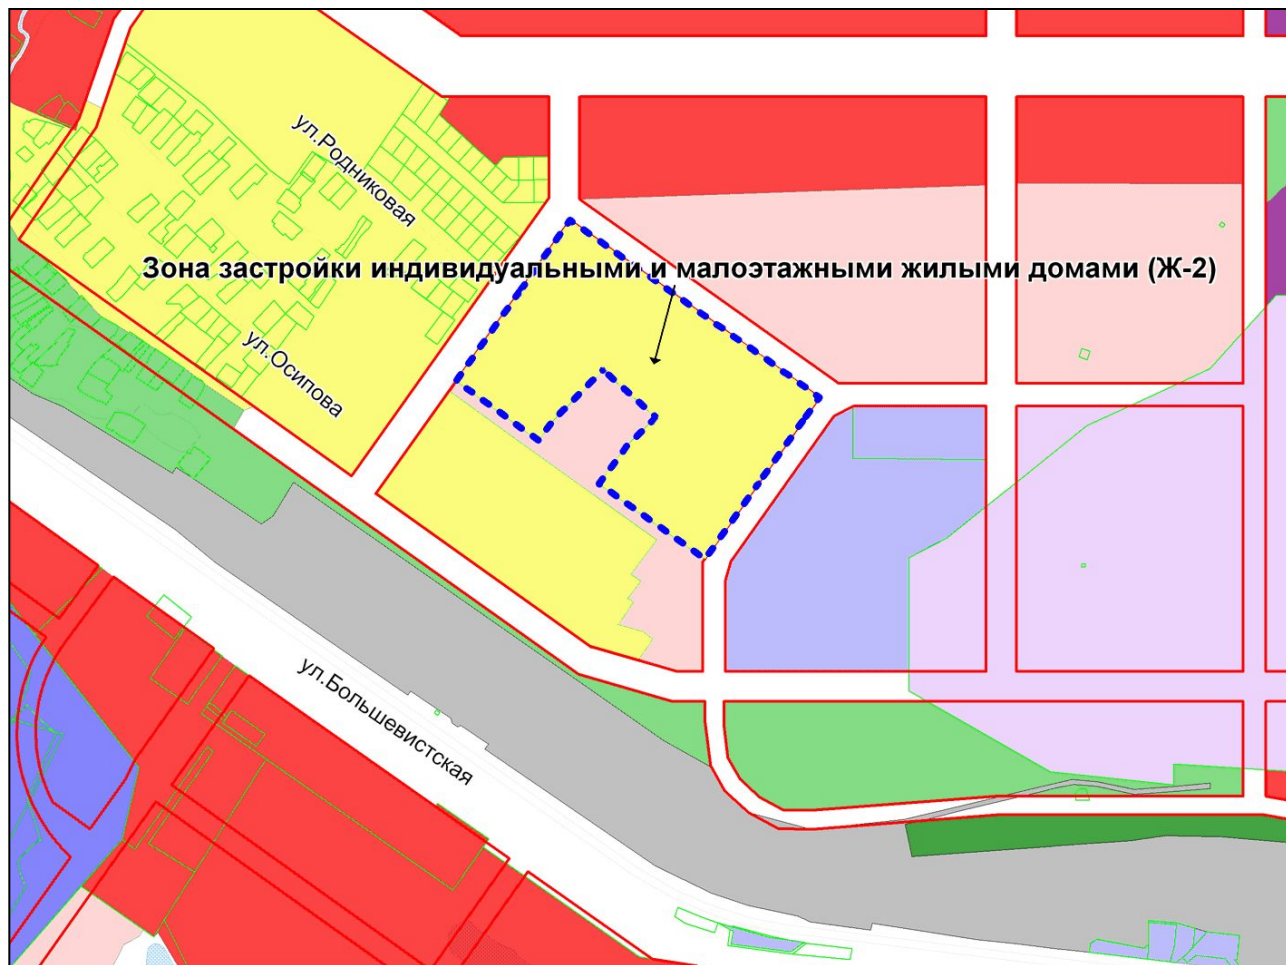 ул.Родниковая
Зона застройки индивидуальными и малоэтажными жилыми домами (Ж-2)
ул.Осипова
ул.Большевистская